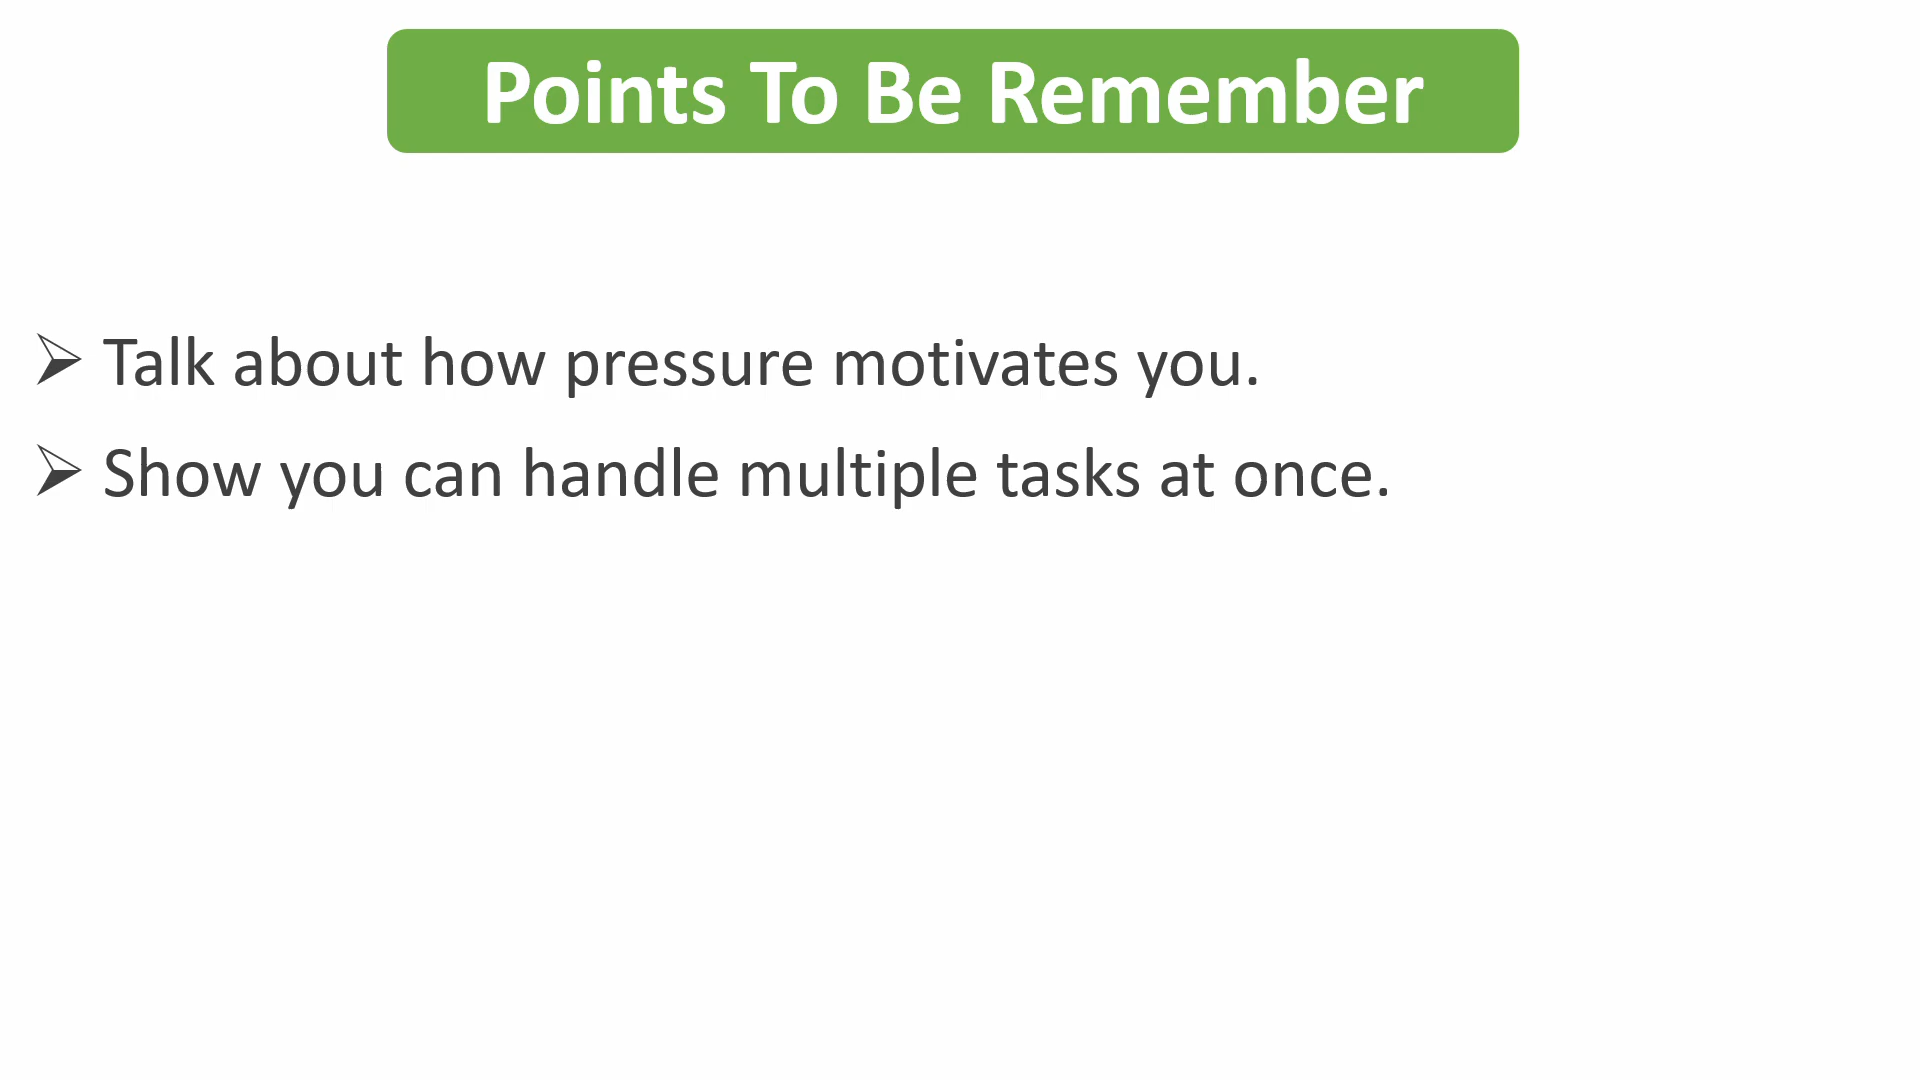 Points To Be Remember
Talk about how pressure motivates you.
Show you can handle multiple tasks at once.